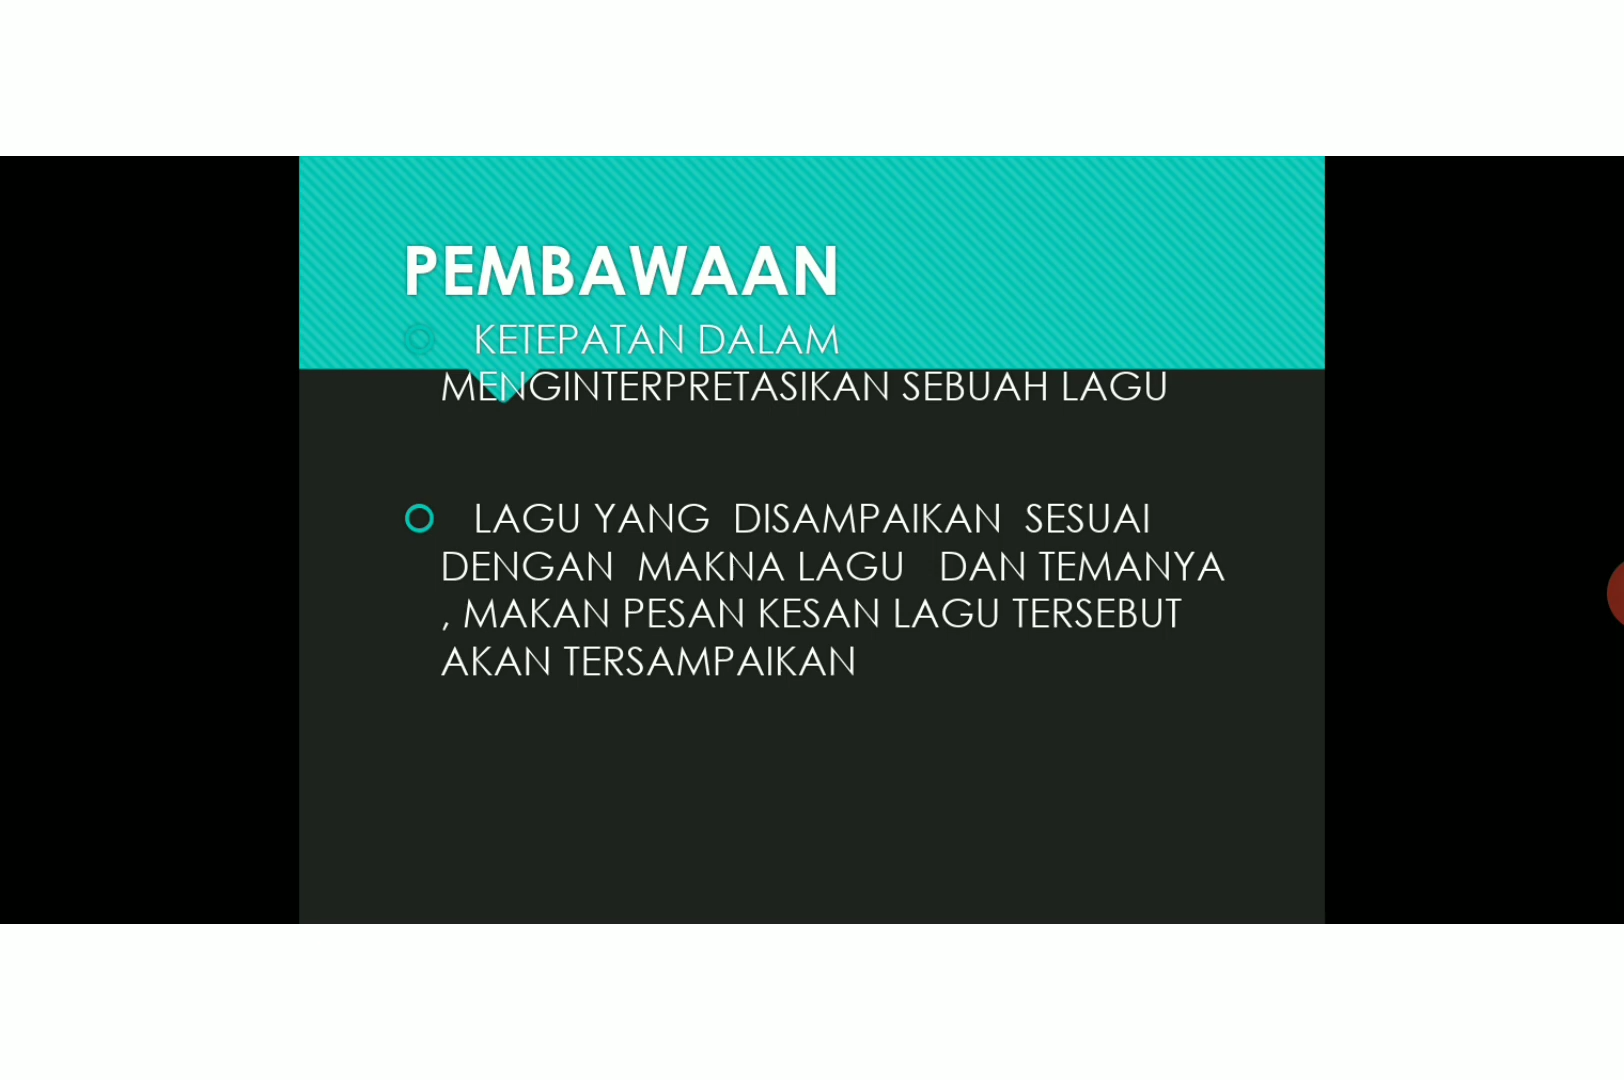 PEMBAWAAN
KETEPATAN DALAM
MENGINTERPRETASIKAN SEBUAH LAGU
LAGU YANG DISAMPAIKAN SESUAI
DENGAN MAKNA LAGU DAN TEMANYA
, MAKAN PESAN KESAN LAGU TERSEBUT
AKAN TERSAMPAIKAN